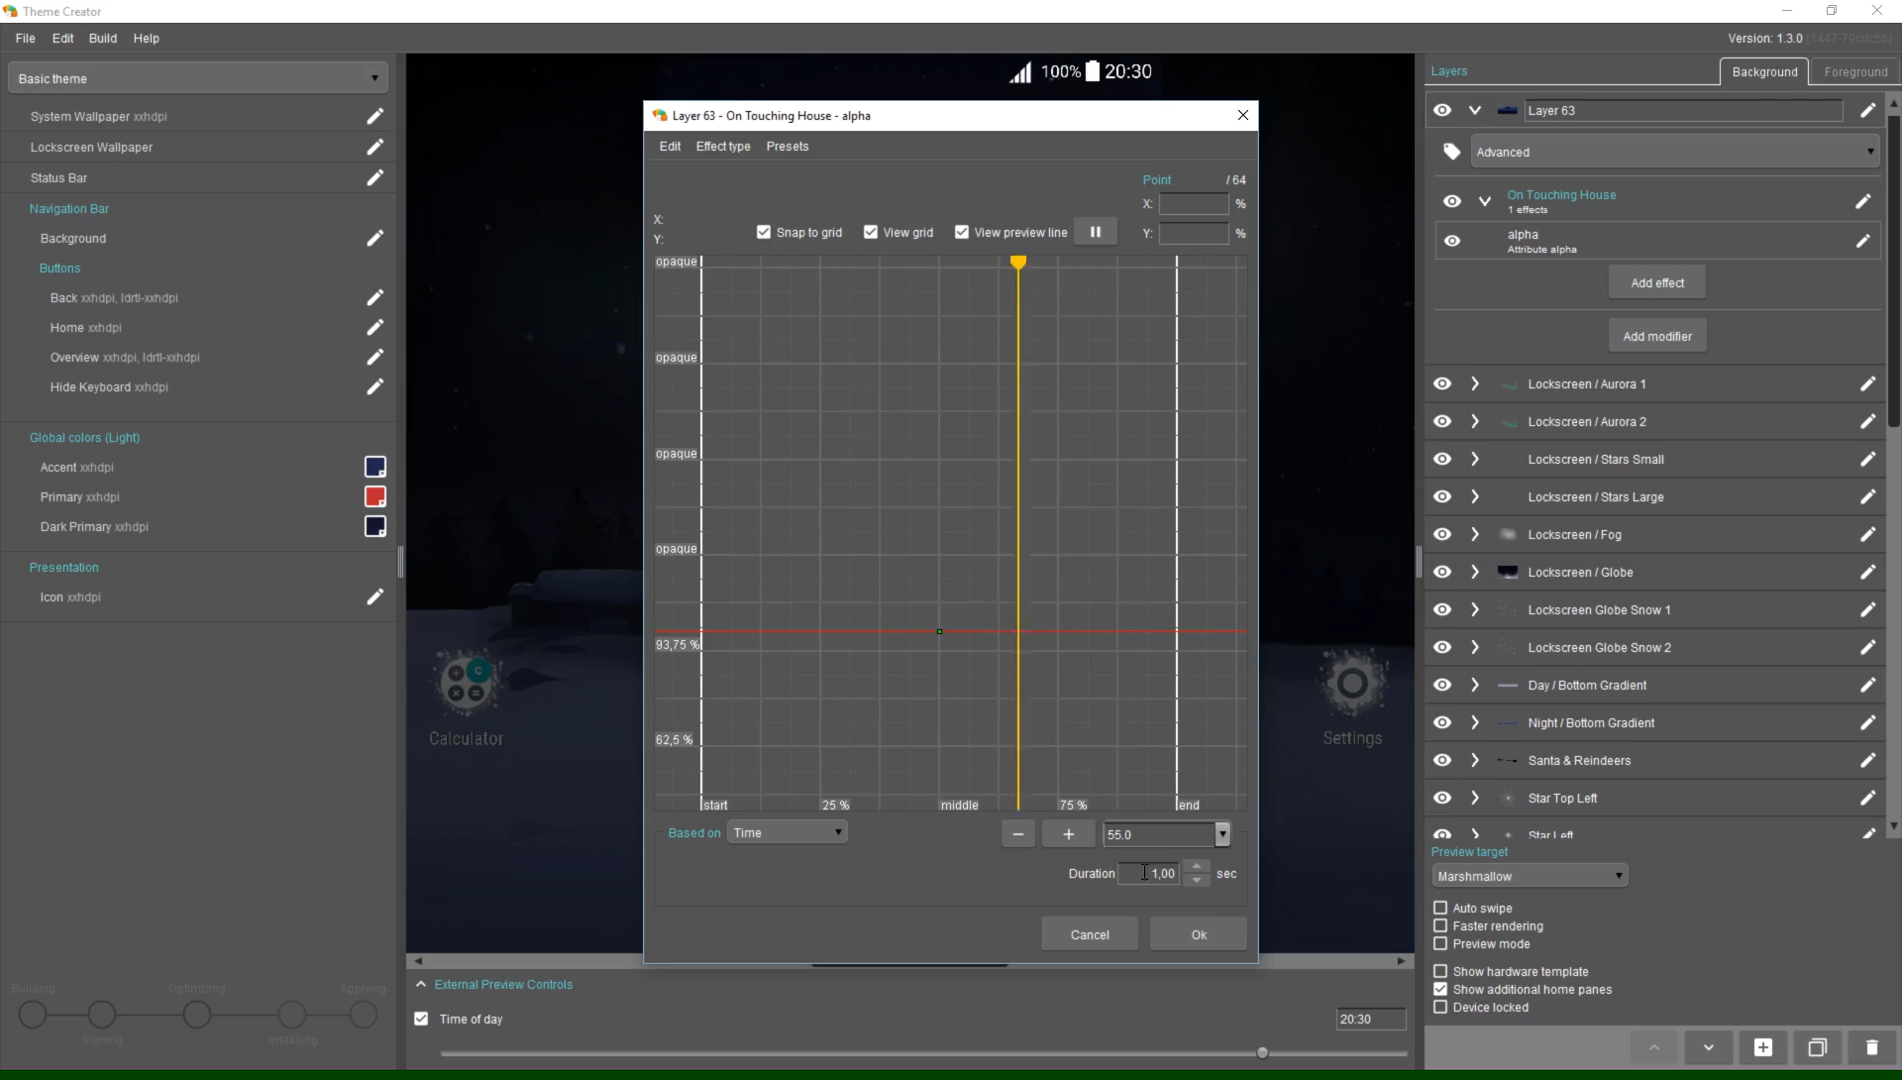 Theme Creator
File Edit Build Help
Version: 1.3.0 (1447-79cdc5b)
Basic theme
System Wallpaper xxhdpi
Lockscreen Wallpaper
Status Bar
Navigation Bar
Background
Buttons
Back xxhdpi, ldrtl-xxhdpi
Home xxhdpi
Overview xxhdpi, ldrtl-xxhdpi
Hide Keyboard xxhdpi
Global colors (Light)
Accent xxhdpi
Primary xxhdpi
Dark Primary xxhdpi
Presentation
Icon xxhdpi
Building
Optimizing
Applying
Signing
Installing
100% 20:30
Calculator
Settings
Layer 63 - On Touching House - alpha
Edit Effect type Presets
Point / 64
X: %
X:
Y:
Snap to grid View grid View preview line
Y: %
opaque
opaque
opaque
opaque
93,75 %
62,5 %
start 25 % middle 75 % end
Based on Time
55.0
Duration 1,00 sec
Cancel Ok
External Preview Controls
Time of day 20:30
Layers Background Foreground
Layer 63
Advanced
On Touching House
1 effects
alpha
Attribute alpha
Add effect
Add modifier
Lockscreen / Aurora 1
Lockscreen / Aurora 2
Lockscreen / Stars Small
Lockscreen / Stars Large
Lockscreen / Fog
Lockscreen / Globe
Lockscreen Globe Snow 1
Lockscreen Globe Snow 2
Day / Bottom Gradient
Night / Bottom Gradient
Santa & Reindeers
Star Top Left
Star Left
Preview target
Marshmallow
Auto swipe
Faster rendering
Preview mode
Show hardware template
Show additional home panes
Device locked